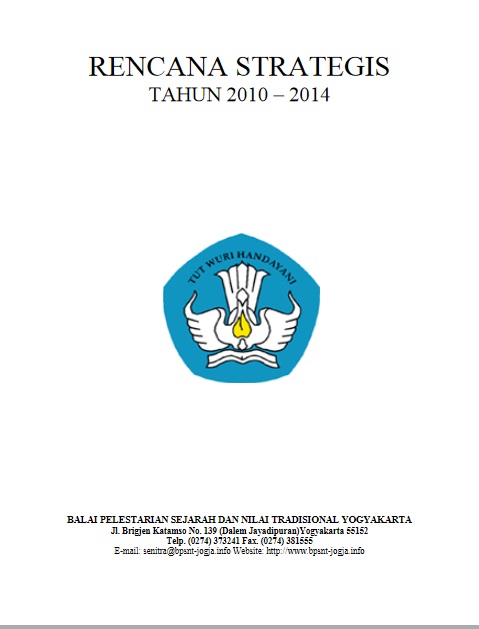 RENCANA STRATEGIS
TAHUN 2010 – 2014
TUT WURI HANDAYANI
BALAI PELESTARIAN SEJARAH DAN NILAI TRADISIONAL YOGYAKARTA
Jl. Brigjen Katamso No. 139 (Dalem Jayadipuran)Yogyakarta 55152
Telp. (0274) 373241 Fax. (0274) 381555
E-mail: senitra@bpsnt-jogja.info Website: http://www.bpsnt-jogja.info